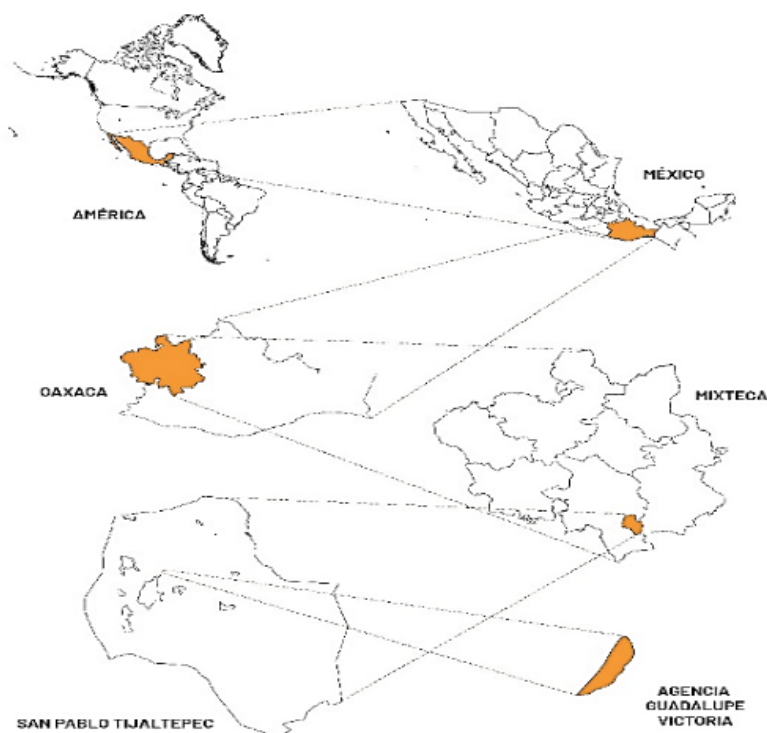 AMÉRICA
MÉXICO
OAXACA
MIXTECA
SAN PABLO TIJALTEPEC
AGENCIA
GUADALUPE
VICTORIA